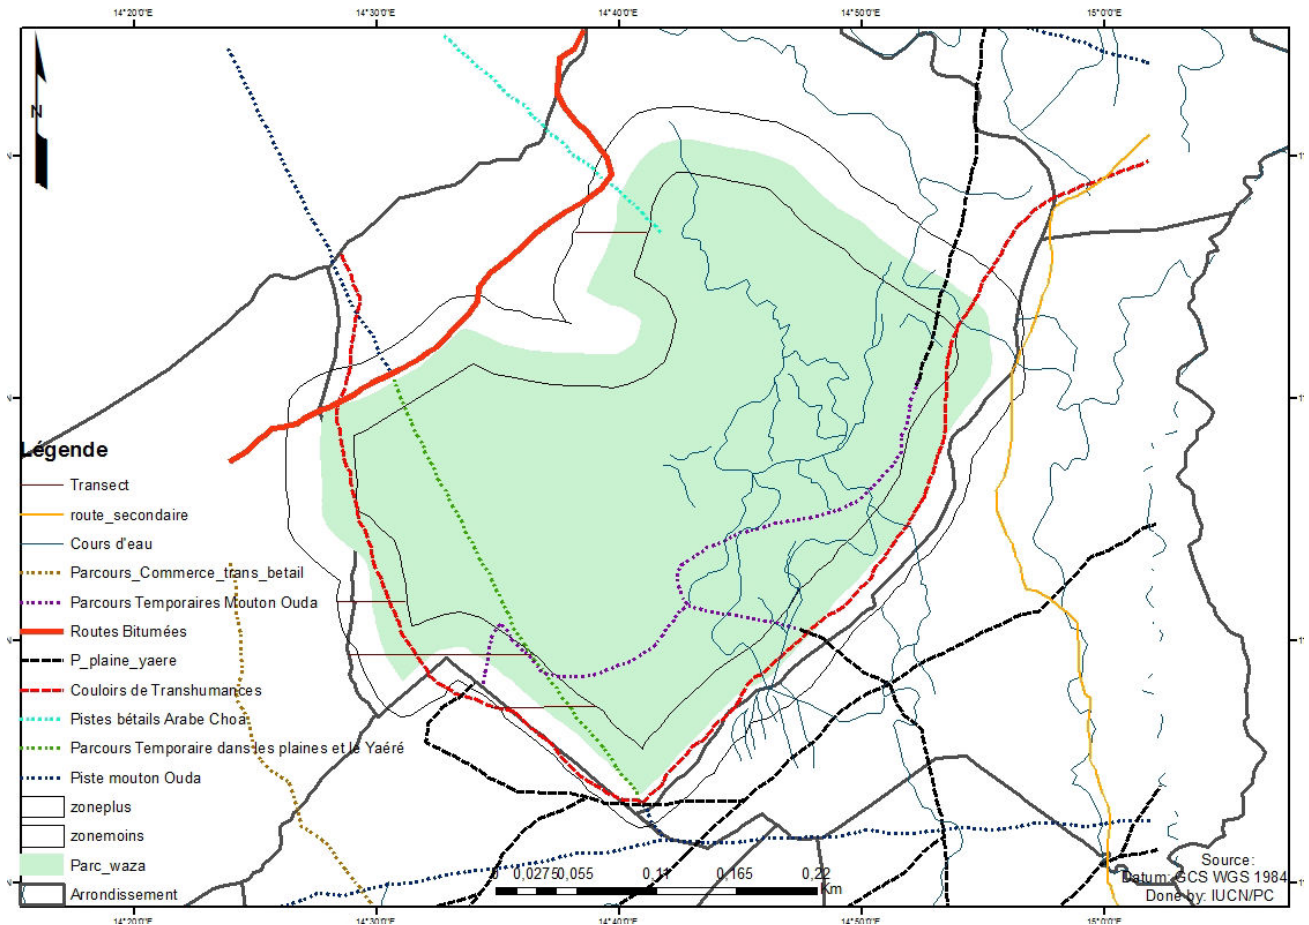 14°20'0"E 14°30'0"E 14°40'0"E 14°50'0"E 15°0'0"E
N
Légende
Transect
route_secondaire
Cours d'eau
Parcours_Commerce_trans_betail
Parcours Temporaires Mouton Ouda
Routes Bitumées
P_plaine_yaere
Couloirs de Transhumances
Pistes bétails Arabe Choa
Parcours Temporaire dans les plaines et le Yaéré
Piste mouton Ouda
zoneplus
zonemoins
Parc_waza
Arrondissement
0 0,0275 0,055 0,11 0,165 0,22
Km
Source:
Datum: GCS WGS 1984
Done by: IUCN/PC
14°20'0"E 14°30'0"E 14°40'0"E 14°50'0"E 15°0'0"E